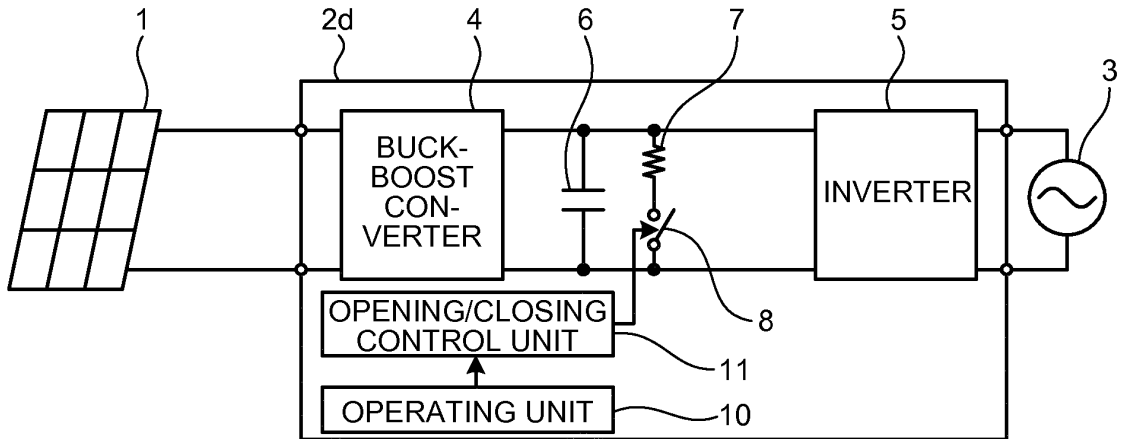 1
2d
4
6
7
5
3
BUCK-
BOOST
CON-
VERTER
INVERTER
8
OPENING/CLOSING
CONTROL UNIT
11
OPERATING UNIT
10